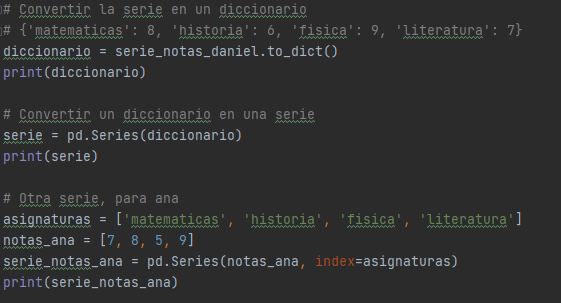 # Convertir la serie en un diccionario
# {'matematicas': 8, 'historia': 6, 'fisica': 9, 'literatura': 7}
diccionario = serie_notas_daniel.to_dict()
print(diccionario)
# Convertir un diccionario en una serie
serie = pd.Series(diccionario)
print(serie)
# Otra serie, para ana
asignaturas = ['matematicas', 'historia', 'fisica', 'literatura']
notas_ana = [7, 8, 5, 9]
serie_notas_ana = pd.Series(notas_ana, index=asignaturas)
print(serie_notas_ana)